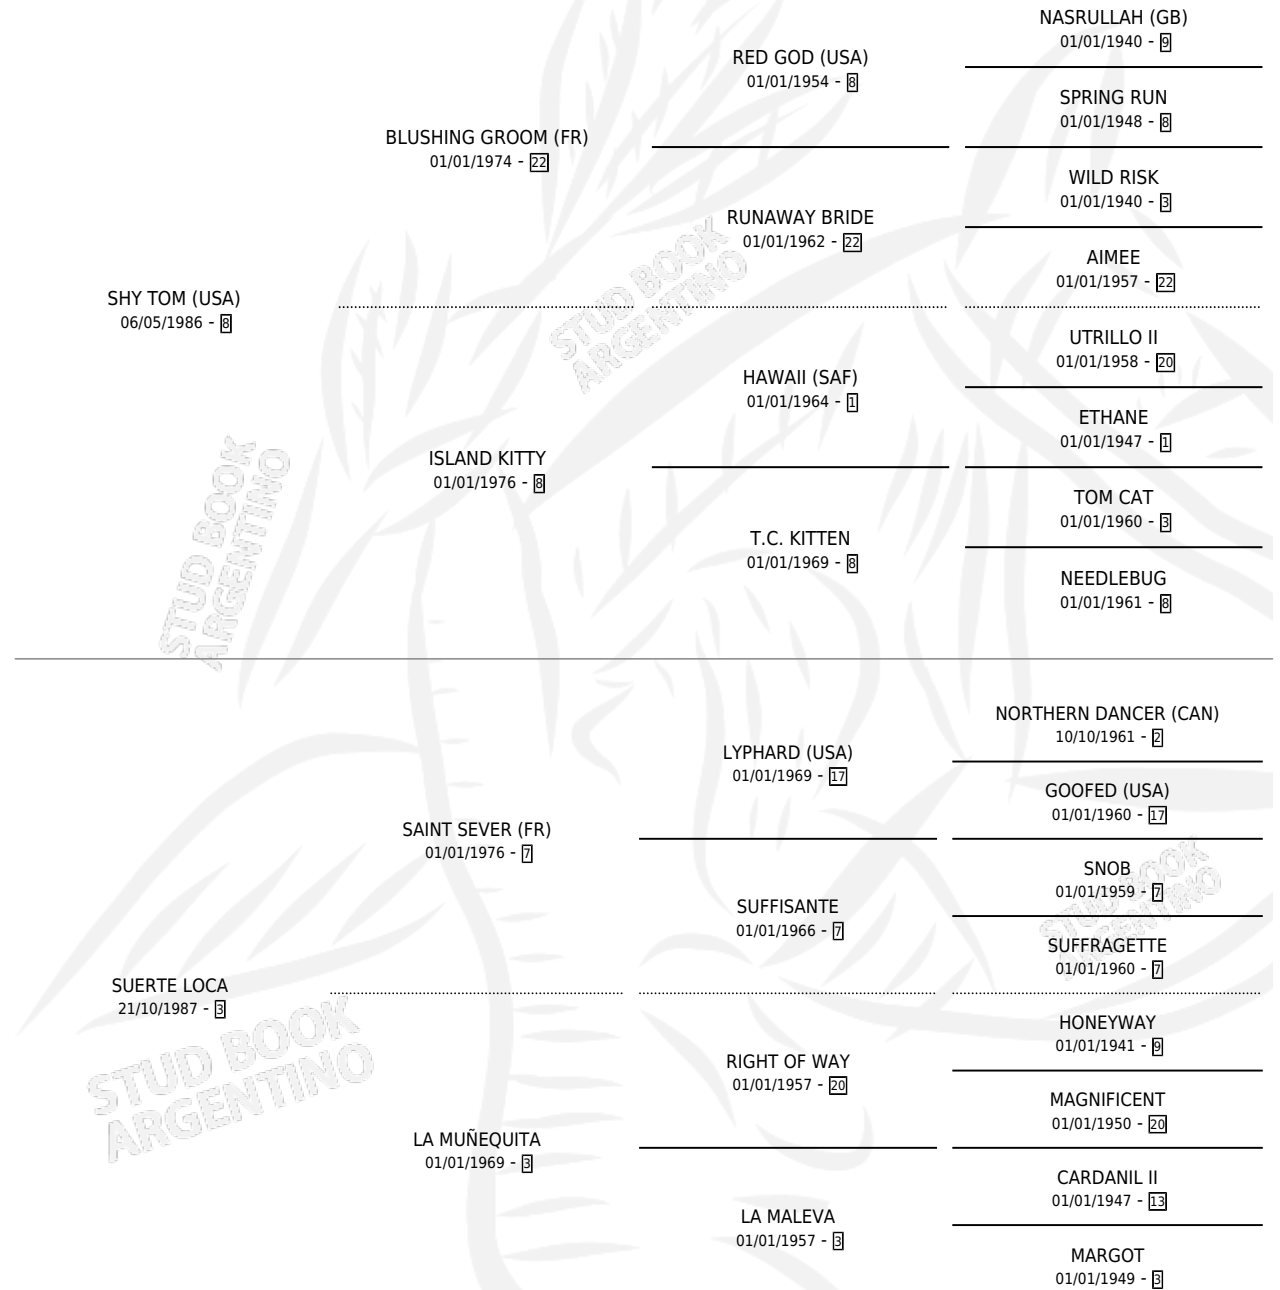 NASRULLAH (GB)
01/01/1940 - 9
RED GOD (USA)
01/01/1954 - 8
SPRING RUN
01/01/1948 - 8
BLUSHING GROOM (FR)
01/01/1974 - 22
WILD RISK
01/01/1940 - 3
RUNAWAY BRIDE
01/01/1962 - 22
AIMEE
01/01/1957 - 22
SHY TOM (USA)
06/05/1986 - 8
UTRILLO II
01/01/1958 - 20
HAWAII (SAF)
01/01/1964 - 1
ETHANE
01/01/1947 - 1
ISLAND KITTY
01/01/1976 - 8
TOM CAT
01/01/1960 - 3
T.C. KITTEN
01/01/1969 - 8
NEEDLEBUG
01/01/1961 - 8
NORTHERN DANCER (CAN)
10/10/1961 - 2
LYPHARD (USA)
01/01/1969 - 17
GOOFED (USA)
01/01/1960 - 17
SAINT SEVER (FR)
01/01/1976 - 7
SNOB
01/01/1959 - 7
SUFFISANTE
01/01/1966 - 7
SUFFRAGETTE
01/01/1960 - 7
SUERTE LOCA
21/10/1987 - 3
HONEYWAY
01/01/1941 - 9
RIGHT OF WAY
01/01/1957 - 20
MAGNIFICENT
01/01/1950 - 20
LA MUÑEQUITA
01/01/1969 - 3
CARDANIL II
01/01/1947 - 13
LA MALEVA
01/01/1957 - 3
MARGOT
01/01/1949 - 3
STUD BOOK
ARGENTINO
STUD BOOK
ARGENTINO
STUD BOOK
ARGENTINO
STUD BOOK
ARGENTINO